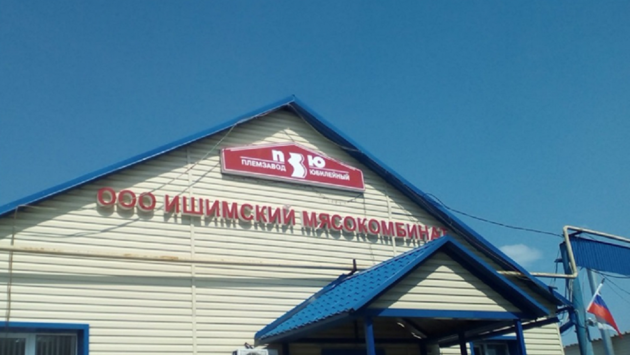 П З Ю
ПЛЕМЗАВОД ЮБИЛЕЙНЫЙ
ООО ИШИМСКИЙ МЯСОКОМБИНАТ